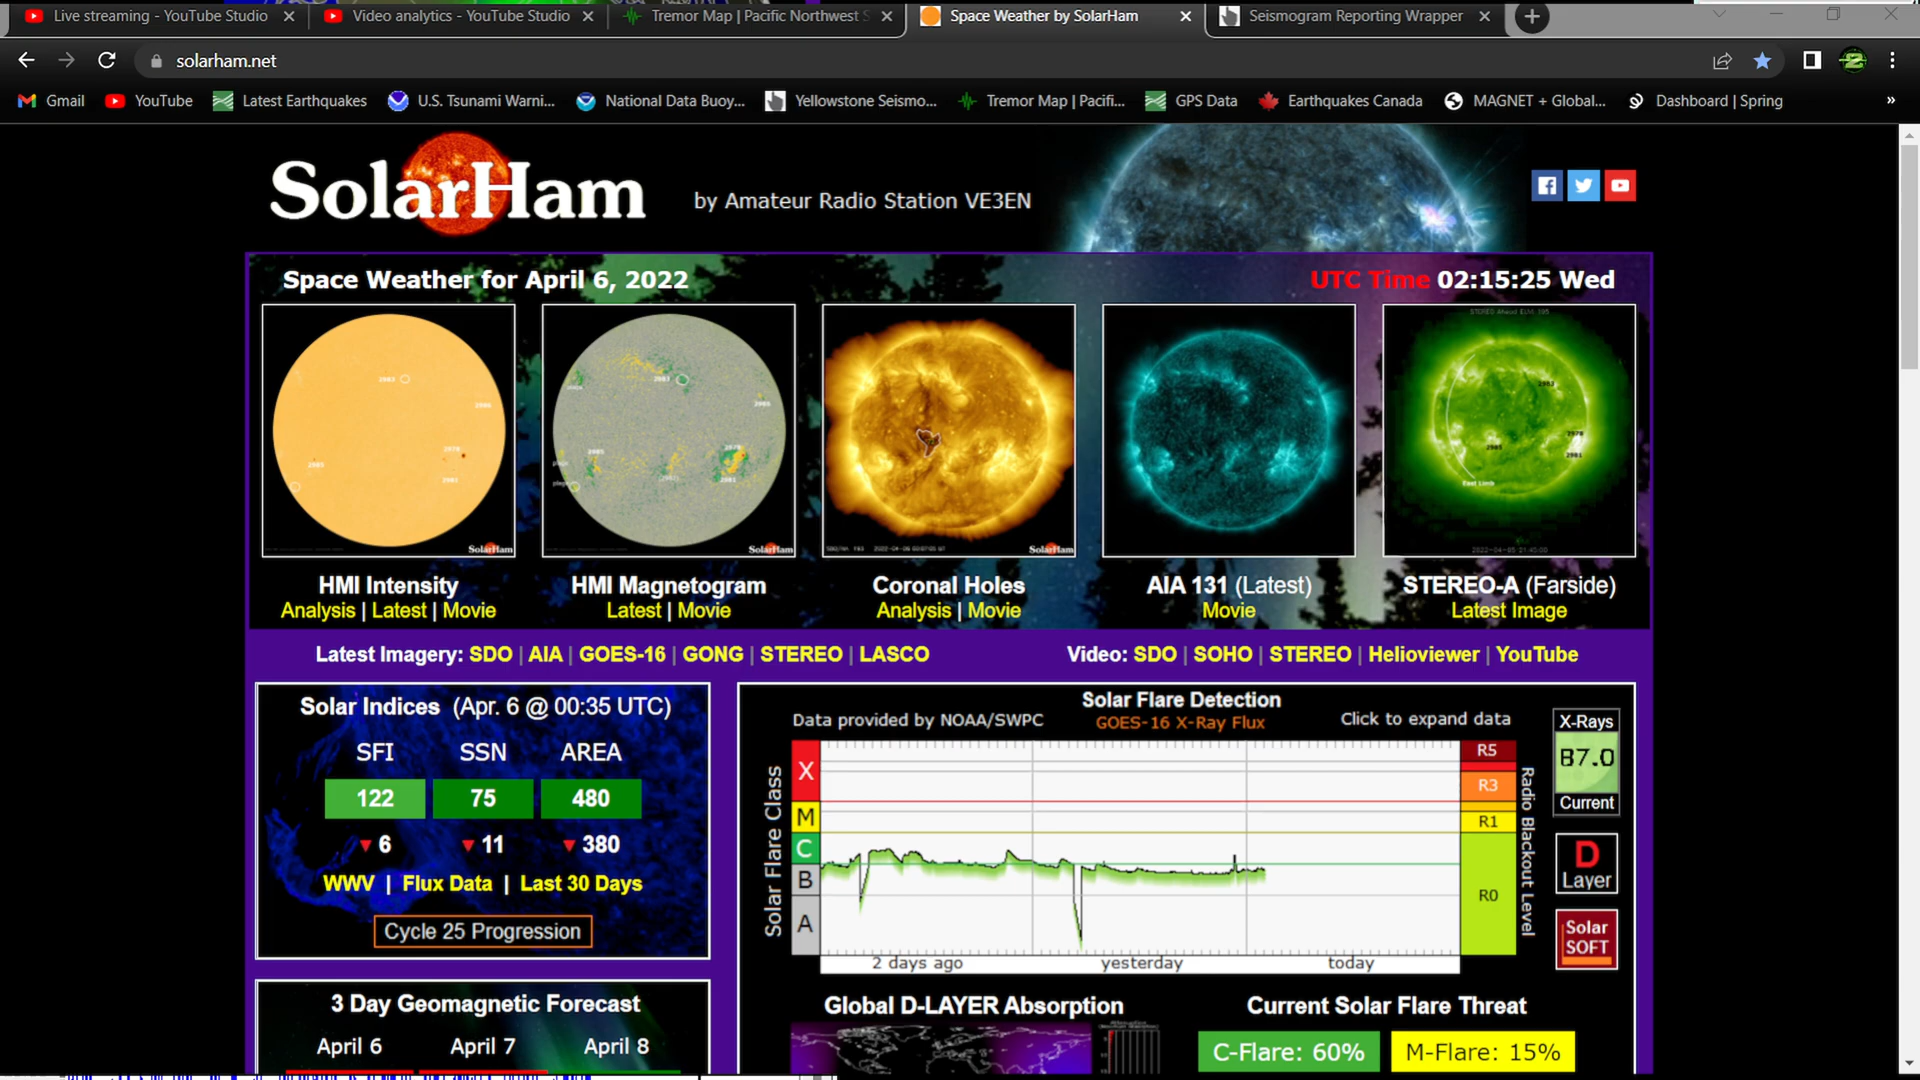 Live streaming - YouTube Studio
Video analytics - YouTube Studio
Tremor Map | Pacific Northwest S
Space Weather by SolarHam
Seismogram Reporting Wrapper
solarham.net
Gmail
YouTube
Latest Earthquakes
U.S. Tsunami Warni...
National Data Buoy...
Yellowstone Seismo...
Tremor Map | Pacifi...
GPS Data
Earthquakes Canada
MAGNET + Global...
Dashboard | Spring
»
SolarHam
by Amateur Radio Station VE3EN
Space Weather for April 6, 2022
UTC Time 02:15:25 Wed
SolarHam
SolarHam
SolarHam
East Limb
HMI Intensity
Analysis | Latest | Movie
HMI Magnetogram
Latest | Movie
Coronal Holes
Analysis | Movie
AIA 131 (Latest)
Movie
STEREO-A (Farside)
Latest Image
Latest Imagery: SDO | AIA | GOES-16 | GONG | STEREO | LASCO
Video: SDO | SOHO | STEREO | Helioviewer | YouTube
Solar Indices (Apr. 6 @ 00:35 UTC)
SFI SSN AREA
122 75 480
▼ 6 ▼ 11 ▼ 380
WWV | Flux Data | Last 30 Days
Cycle 25 Progression
3 Day Geomagnetic Forecast
April 6 April 7 April 8
Solar Flare Detection
Data provided by NOAA/SWPC
GOES-16 X-Ray Flux
Click to expand data
Solar Flare Class
X
M
C
B
A
R5
R3
R1
R0
Radio Blackout Level
2 days ago yesterday today
X-Rays
B7.0
Current
D
Layer
Solar
SOFT
Global D-LAYER Absorption
Current Solar Flare Threat
C-Flare: 60%
M-Flare: 15%